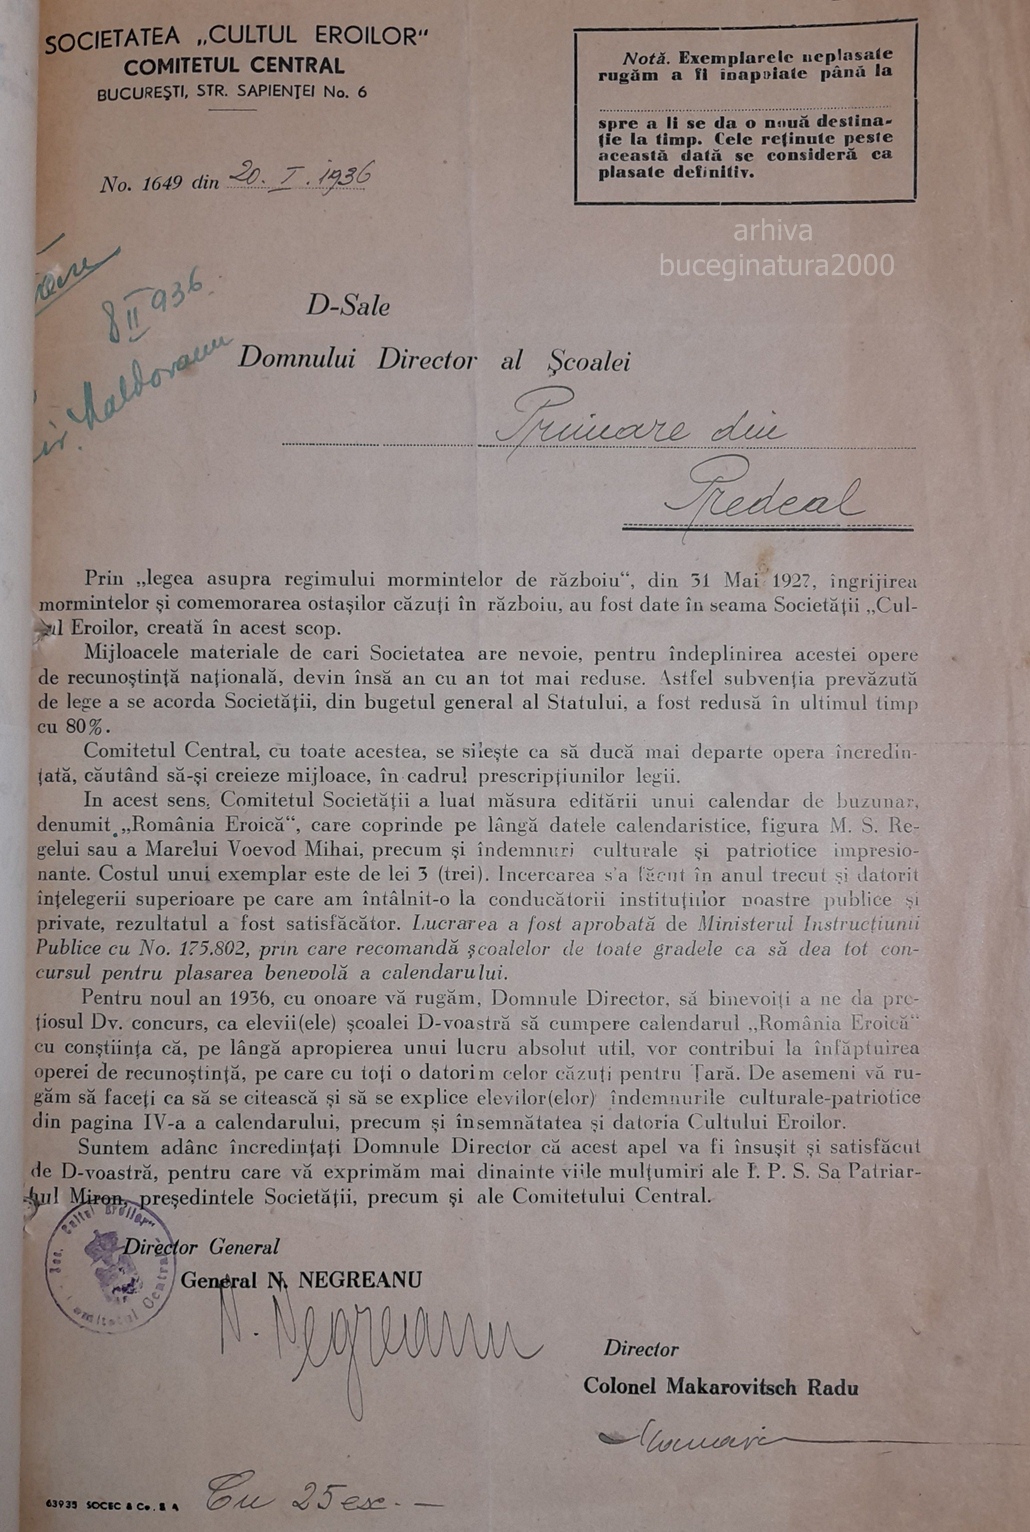 SOCIETATEA „CULTUL EROILOR“
COMITETUL CENTRAL
BUCUREŞTI, STR. SAPIENŢEI No. 6
No. 1649 din 20. I. 1936
Notă. Exemplarele neplasate
rugăm a fi înapoiate până la
spre a li se da o nouă destina-
ţie la timp. Cele reţinute peste
această dată se consideră ca
plasate definitiv.
arhiva
buceginatura2000
8 II 936.
D-Sale
Domnului Director al Şcoalei
Primare din
Predeal
Prin „legea asupra regimului mormintelor de războiu“, din 31 Mai 1927, îngrijirea
mormintelor şi comemorarea ostaşilor căzuţi în războiu, au fost date în seama Societăţii „Cul-
ul Eroilor, creată în acest scop.
Mijloacele materiale de cari Societatea are nevoie, pentru îndeplinirea acestei opere
de recunoştinţă naţională, devin însă an cu an tot mai reduse. Astfel subvenţia prevăzută
de lege a se acorda Societăţii, din bugetul general al Statului, a fost redusă în ultimul timp
cu 80%.
Comitetul Central, cu toate acestea, se sileşte ca să ducă mai departe opera încredin-
ţată, căutând să-şi creieze mijloace, în cadrul prescripţiunilor legii.
In acest sens, Comitetul Societăţii a luat măsura editării unui calendar de buzunar,
denumit „România Eroică“, care coprinde pe lângă datele calendaristice, figura M. S. Re-
gelui sau a Marelui Voevod Mihai, precum şi îndemnuri culturale şi patriotice impresio-
nante. Costul unui exemplar este de lei 3 (trei). Incercarea s'a făcut în anul trecut şi datorit
înţelegerii superioare pe care am întâlnit-o la conducătorii instituţiilor noastre publice şi
private, rezultatul a fost satisfăcător. Lucrarea a fost aprobată de Ministerul Instrucţiunii
Publice cu No. 175.802, prin care recomandă şcoalelor de toate gradele ca să dea tot con-
cursul pentru plasarea benevolă a calendarului.
Pentru noul an 1936, cu onoare vă rugăm, Domnule Director, să binevoiţi a ne da pre-
ţiosul Dv. concurs, ca elevii(ele) şcoalei D-voastră să cumpere calendarul „România Eroică“
cu conştiinţa că, pe lângă apropierea unui lucru absolut util, vor contribui la înfăptuirea
operei de recunoştinţă, pe care cu toţi o datorim celor căzuţi pentru Ţară. De asemeni vă ru-
găm să faceţi ca să se citească şi să se explice elevilor(elor) îndemnurile culturale-patriotice
din pagina IV-a a calendarului, precum şi însemnătatea şi datoria Cultului Eroilor.
Suntem adânc încredinţaţi Domnule Director că acest apel va fi însuşit şi satisfăcut
de D-voastră, pentru care vă exprimăm mai dinainte viile mulţumiri ale I. P. S. Sa Patriar-
hul Miron, preşedintele Societăţii, precum şi ale Comitetului Central.
Soc. „Cultul Eroilor“
Comitetul Central
Director General
General N. NEGREANU
N. Negreanu
Director
Colonel Makarovitsch Radu
Cu 25 ex. —
63935 SOCEC & Co. S A